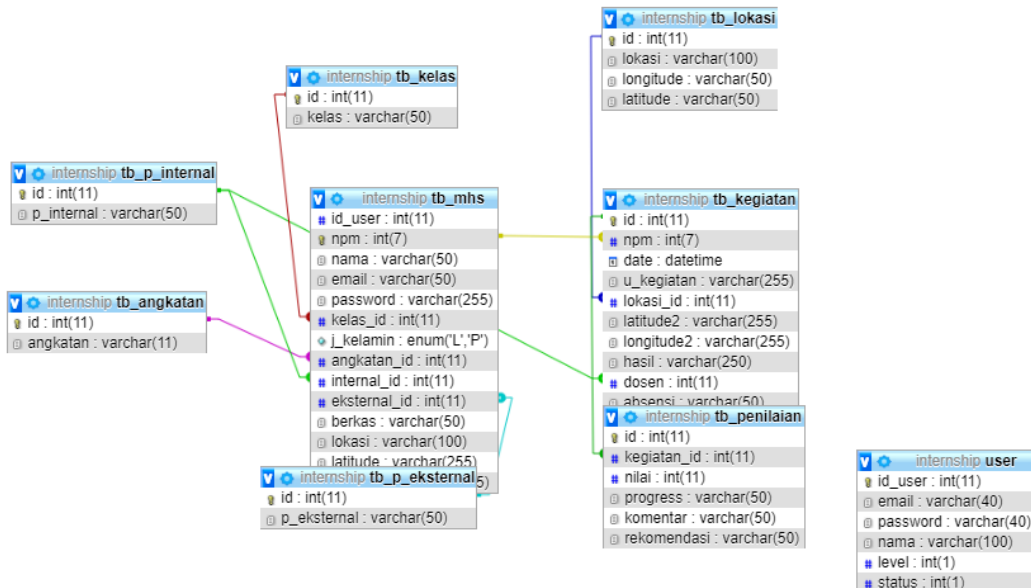 internship tb_lokasi
id : int(11)
lokasi : varchar(100)
longitude : varchar(50)
latitude : varchar(50)
internship tb_kelas
id : int(11)
kelas : varchar(50)
internship tb_p_internal
id : int(11)
p_internal : varchar(50)
internship tb_mhs
# id_user : int(11)
npm : int(7)
nama : varchar(50)
email : varchar(50)
password : varchar(255)
# kelas_id : int(11)
j_kelamin : enum('L','P')
# angkatan_id : int(11)
# internal_id : int(11)
# eksternal_id : int(11)
berkas : varchar(50)
lokasi : varchar(100)
latitude : varchar(255)
5)
internship tb_kegiatan
id : int(11)
# npm : int(7)
date : datetime
u_kegiatan : varchar(255)
# lokasi_id : int(11)
latitude2 : varchar(255)
longitude2 : varchar(255)
hasil : varchar(250)
# dosen : int(11)
absensi : varchar(50)
internship tb_angkatan
id : int(11)
angkatan : varchar(11)
internship tb_p_eksternal
id : int(11)
p_eksternal : varchar(50)
internship tb_penilaian
id : int(11)
# kegiatan_id : int(11)
# nilai : int(11)
progress : varchar(50)
komentar : varchar(50)
rekomendasi : varchar(50)
internship user
id_user : int(11)
email : varchar(40)
password : varchar(40)
nama : varchar(100)
# level : int(1)
# status : int(1)